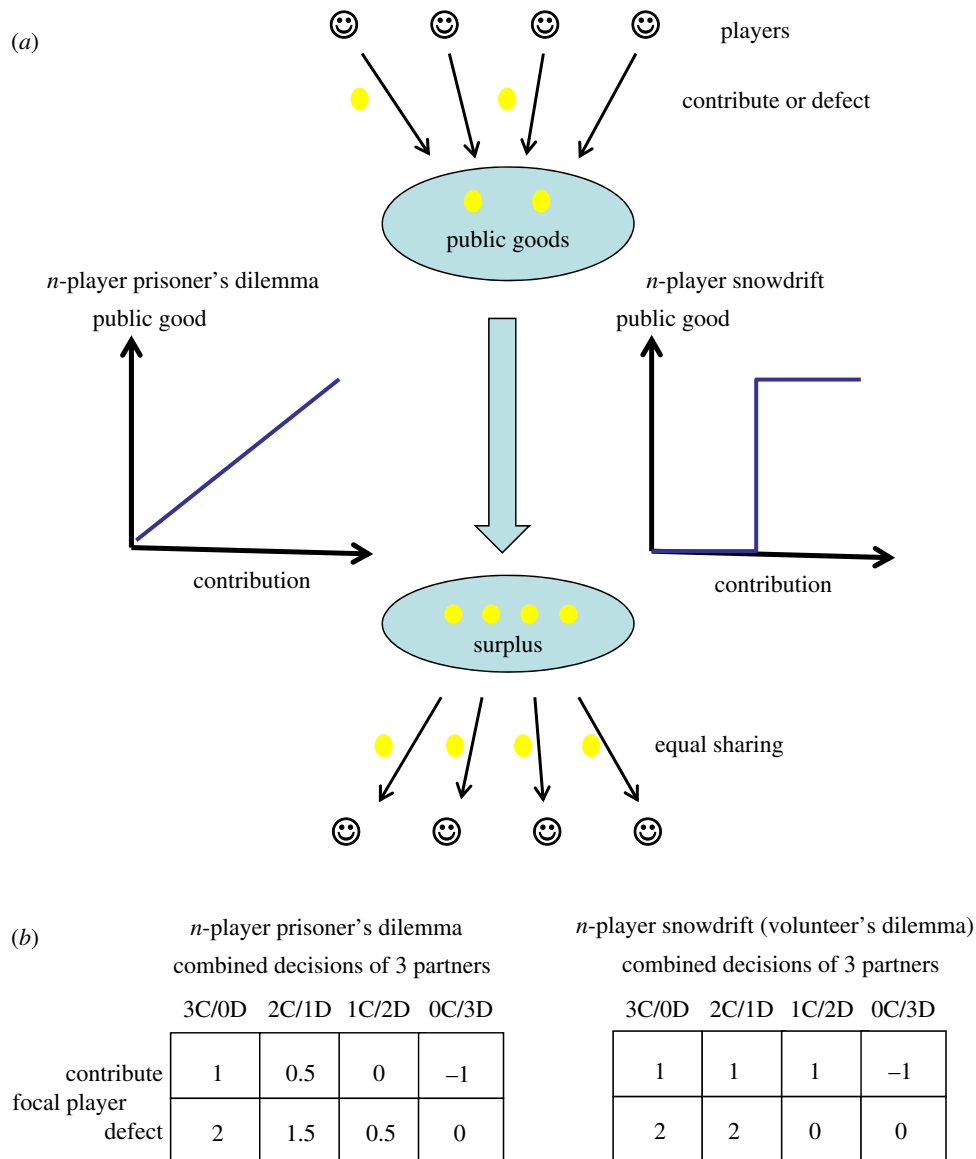 (a)
players
contribute or defect
public goods
n-player prisoner's dilemma
public good
contribution
n-player snowdrift
public good
contribution
surplus
equal sharing
(b)
n-player prisoner's dilemma
combined decisions of 3 partners
3C/0D 2C/1D 1C/2D 0C/3D
focal player
contribute 1 0.5 0 –1
defect 2 1.5 0.5 0
n-player snowdrift (volunteer's dilemma)
combined decisions of 3 partners
3C/0D 2C/1D 1C/2D 0C/3D
1 1 1 –1
2 2 0 0